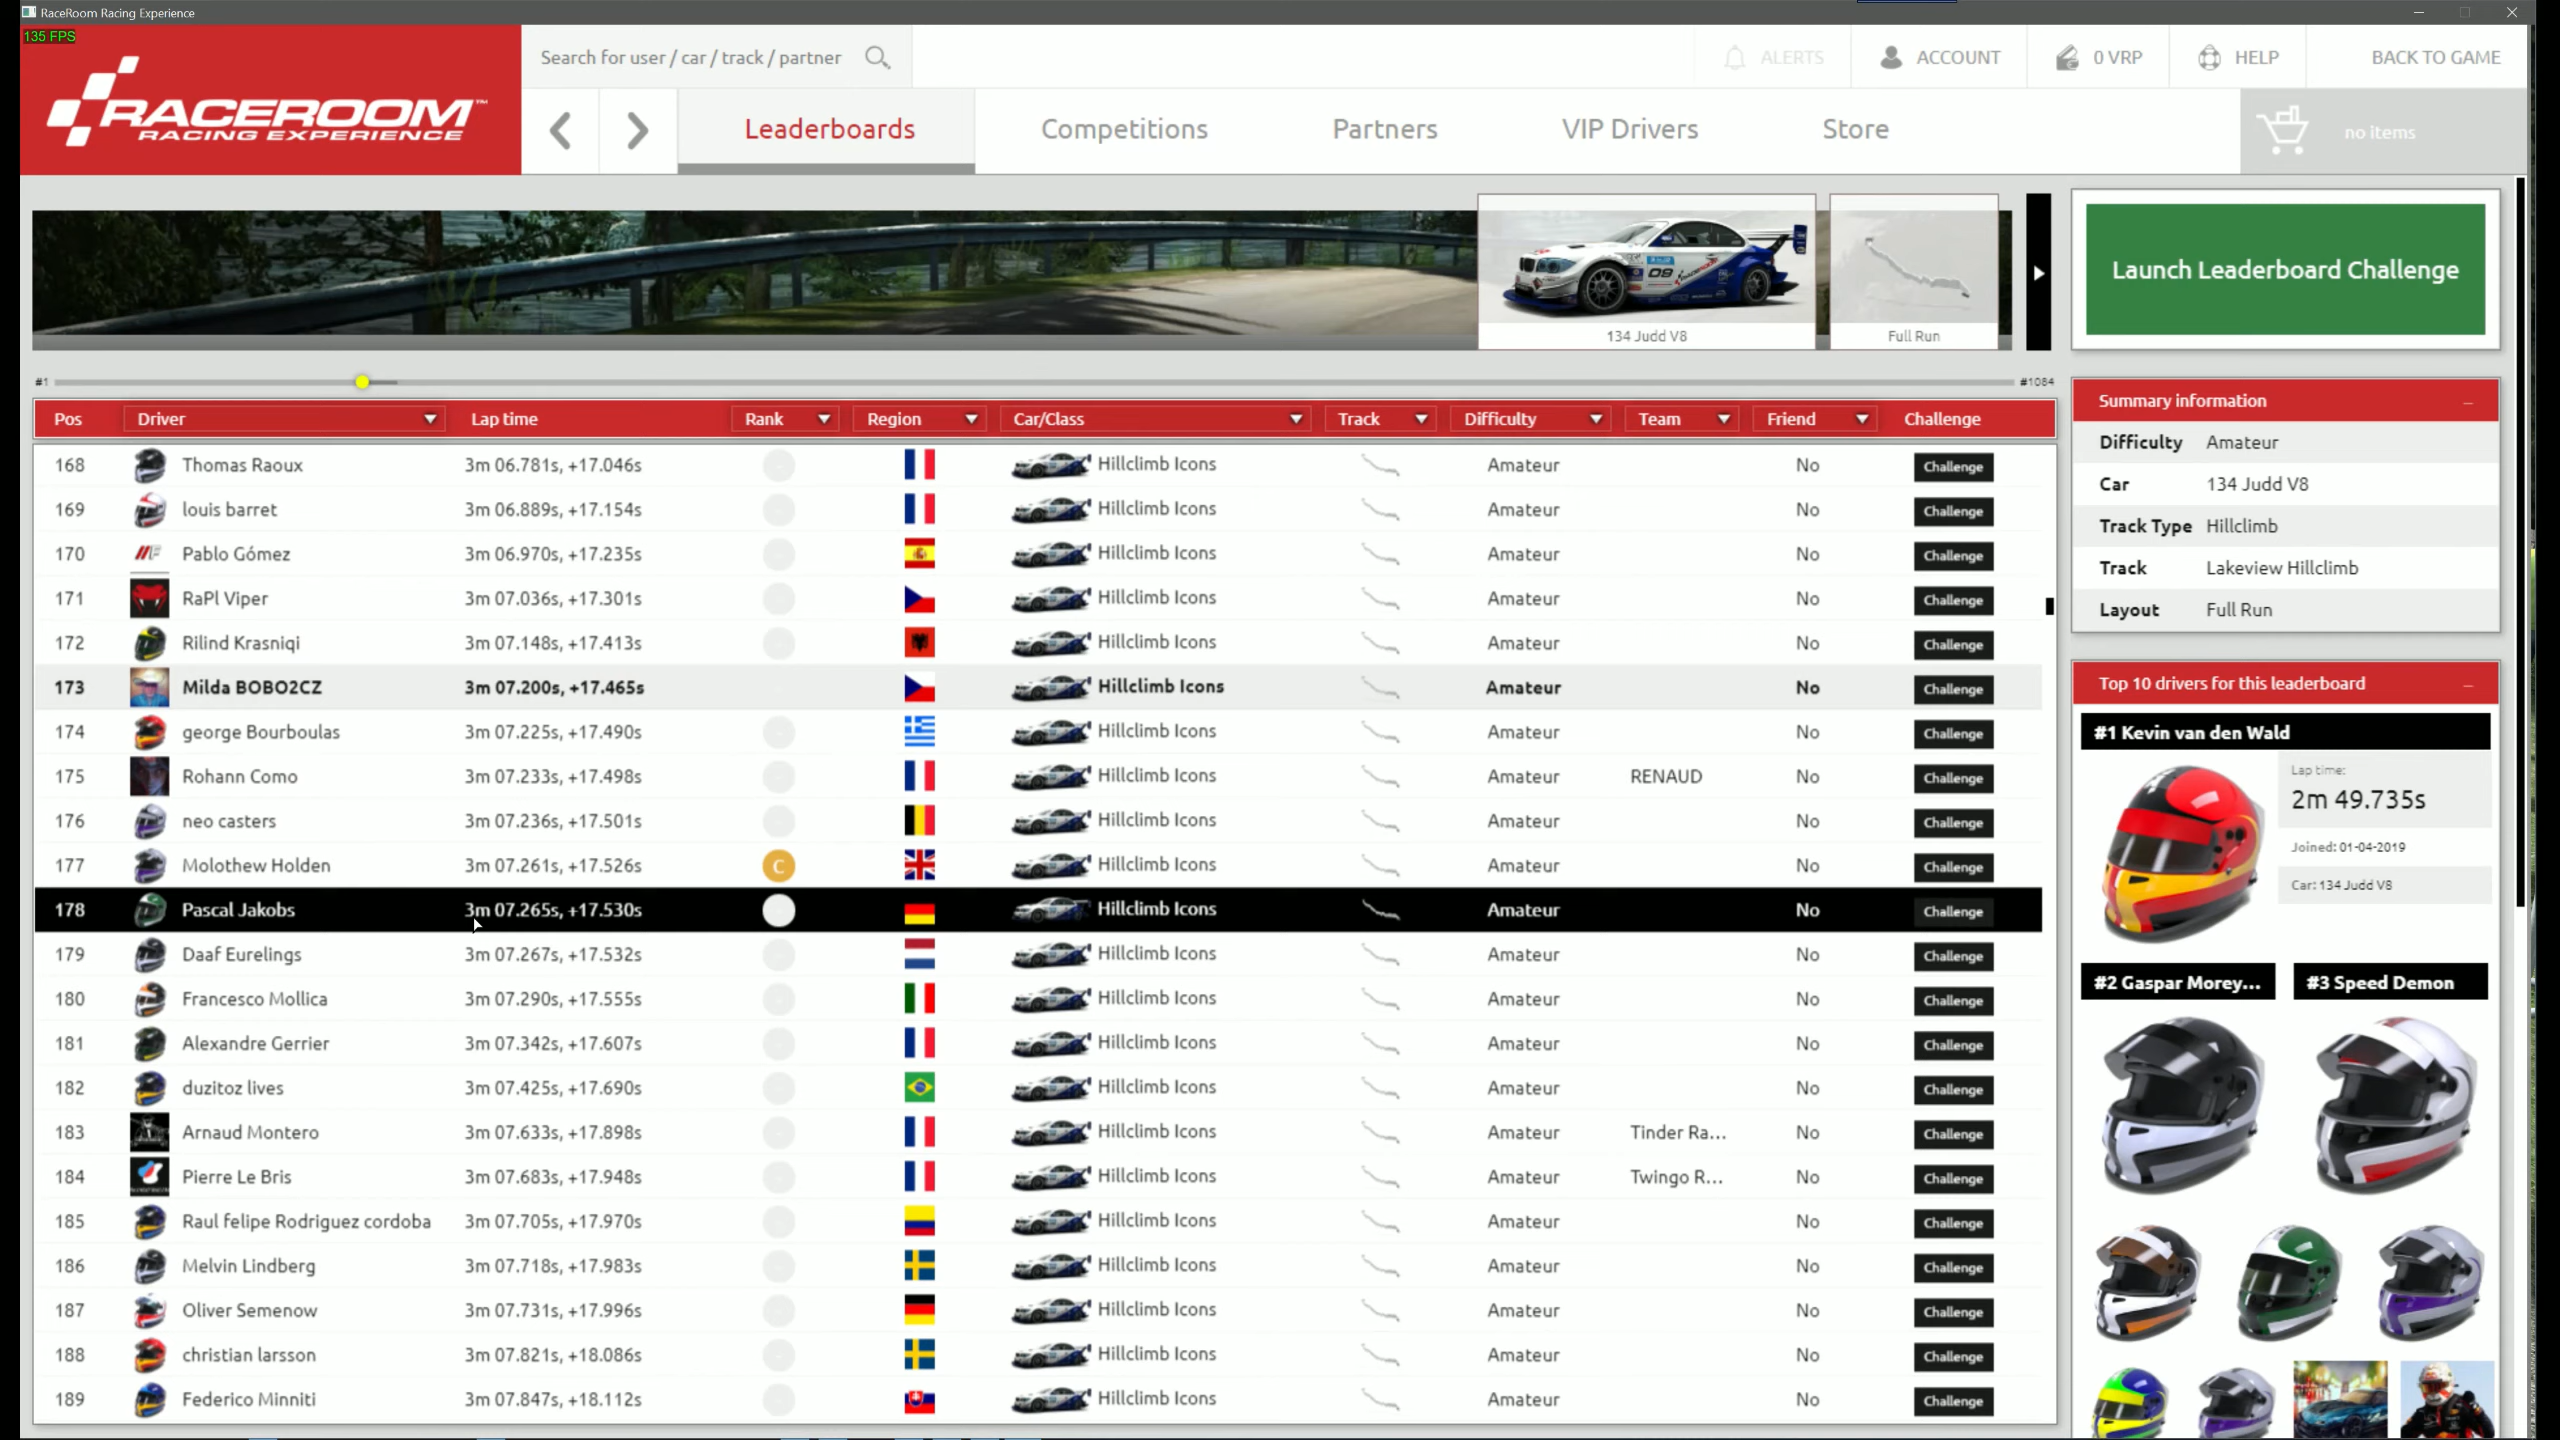 RaceRoom Racing Experience
135 FPS
RACEROOM™
RACING EXPERIENCE
Search for user / car / track / partner
ALERTS
ACCOUNT
0 VRP
HELP
BACK TO GAME
Leaderboards
Competitions
Partners
VIP Drivers
Store
no items
134 Judd V8
Full Run
Launch Leaderboard Challenge
#1
#1084
Pos Driver Lap time Rank Region Car/Class Track Difficulty Team Friend Challenge
168 Thomas Raoux 3m 06.781s, +17.046s Hillclimb Icons Amateur No Challenge
169 louis barret 3m 06.889s, +17.154s Hillclimb Icons Amateur No Challenge
170 Pablo Gómez 3m 06.970s, +17.235s Hillclimb Icons Amateur No Challenge
171 RaPl Viper 3m 07.036s, +17.301s Hillclimb Icons Amateur No Challenge
172 Rilind Krasniqi 3m 07.148s, +17.413s Hillclimb Icons Amateur No Challenge
173 Milda BOBO2CZ 3m 07.200s, +17.465s Hillclimb Icons Amateur No Challenge
174 george Bourboulas 3m 07.225s, +17.490s Hillclimb Icons Amateur No Challenge
175 Rohann Como 3m 07.233s, +17.498s Hillclimb Icons Amateur RENAUD No Challenge
176 neo casters 3m 07.236s, +17.501s Hillclimb Icons Amateur No Challenge
177 Molothew Holden 3m 07.261s, +17.526s C Hillclimb Icons Amateur No Challenge
178 Pascal Jakobs 3m 07.265s, +17.530s Hillclimb Icons Amateur No Challenge
179 Daaf Eurelings 3m 07.267s, +17.532s Hillclimb Icons Amateur No Challenge
180 Francesco Mollica 3m 07.290s, +17.555s Hillclimb Icons Amateur No Challenge
181 Alexandre Gerrier 3m 07.342s, +17.607s Hillclimb Icons Amateur No Challenge
182 duzitoz lives 3m 07.425s, +17.690s Hillclimb Icons Amateur No Challenge
183 Arnaud Montero 3m 07.633s, +17.898s Hillclimb Icons Amateur Tinder Ra... No Challenge
184 Pierre Le Bris 3m 07.683s, +17.948s Hillclimb Icons Amateur Twingo R... No Challenge
185 Raul felipe Rodriguez cordoba 3m 07.705s, +17.970s Hillclimb Icons Amateur No Challenge
186 Melvin Lindberg 3m 07.718s, +17.983s Hillclimb Icons Amateur No Challenge
187 Oliver Semenow 3m 07.731s, +17.996s Hillclimb Icons Amateur No Challenge
188 christian larsson 3m 07.821s, +18.086s Hillclimb Icons Amateur No Challenge
189 Federico Minniti 3m 07.847s, +18.112s Hillclimb Icons Amateur No Challenge
Summary information
Difficulty Amateur
Car 134 Judd V8
Track Type Hillclimb
Track Lakeview Hillclimb
Layout Full Run
Top 10 drivers for this leaderboard
#1 Kevin van den Wald
Lap time:
2m 49.735s
Joined: 01-04-2019
Car: 134 Judd V8
#2 Gaspar Morey...
#3 Speed Demon